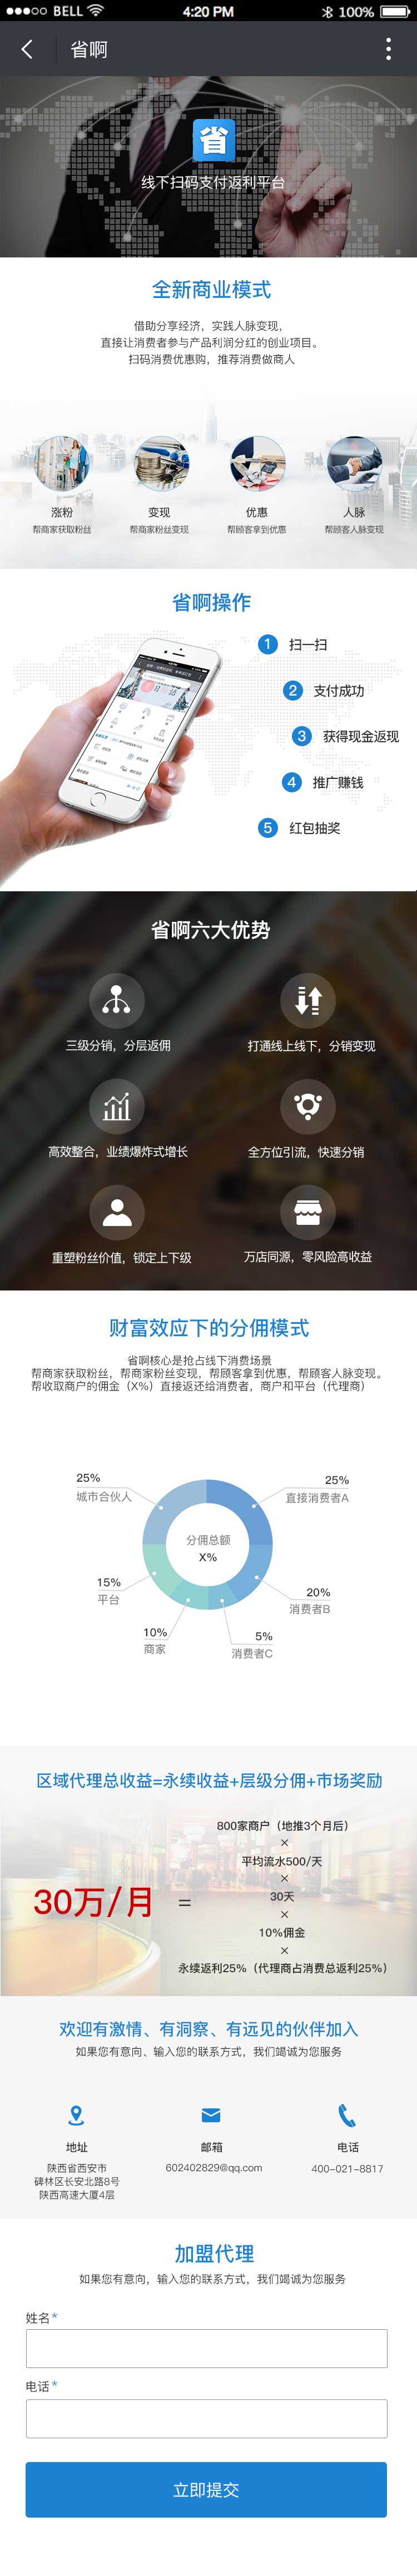 BELL 4:20 PM 100%
省啊
省
线下扫码支付返利平台
全新商业模式
借助分享经济，实践人脉变现，
直接让消费者参与产品利润分红的创业项目。
扫码消费优惠购，推荐消费做商人
涨粉 变现 优惠 人脉
帮商家获取粉丝 帮商家粉丝变现 帮顾客拿到优惠 帮顾客人脉变现
省啊操作
1 扫一扫
2 支付成功
3 获得现金返现
4 推广赚钱
5 红包抽奖
省啊六大优势
三级分销，分层返佣 打通线上线下，分销变现
高效整合，业绩爆炸式增长 全方位引流，快速分销
重塑粉丝价值，锁定上下级 万店同源，零风险高收益
财富效应下的分佣模式
省啊核心是抢占线下消费场景
帮商家获取粉丝，帮商家粉丝变现，帮顾客拿到优惠，帮顾客人脉变现。
帮收取商户的佣金（X%）直接返还给消费者，商户和平台（代理商）
25% 25%
城市合伙人 直接消费者A
分佣总额
X%
15% 20%
平台 消费者B
10% 5%
商家 消费者C
区域代理总收益=永续收益+层级分佣+市场奖励
800家商户（地推3个月后）
×
平均流水500/天
×
30万/月 = 30天
×
10%佣金
×
永续返利25%（代理商占消费总返利25%）
欢迎有激情、有洞察、有远见的伙伴加入
如果您有意向、输入您的联系方式，我们竭诚为您服务
地址 邮箱 电话
陕西省西安市 602402829@qq.com 400-021-8817
碑林区长安北路8号
陕西高速大厦4层
加盟代理
如果您有意向，输入您的联系方式，我们竭诚为您服务
姓名*
电话*
立即提交